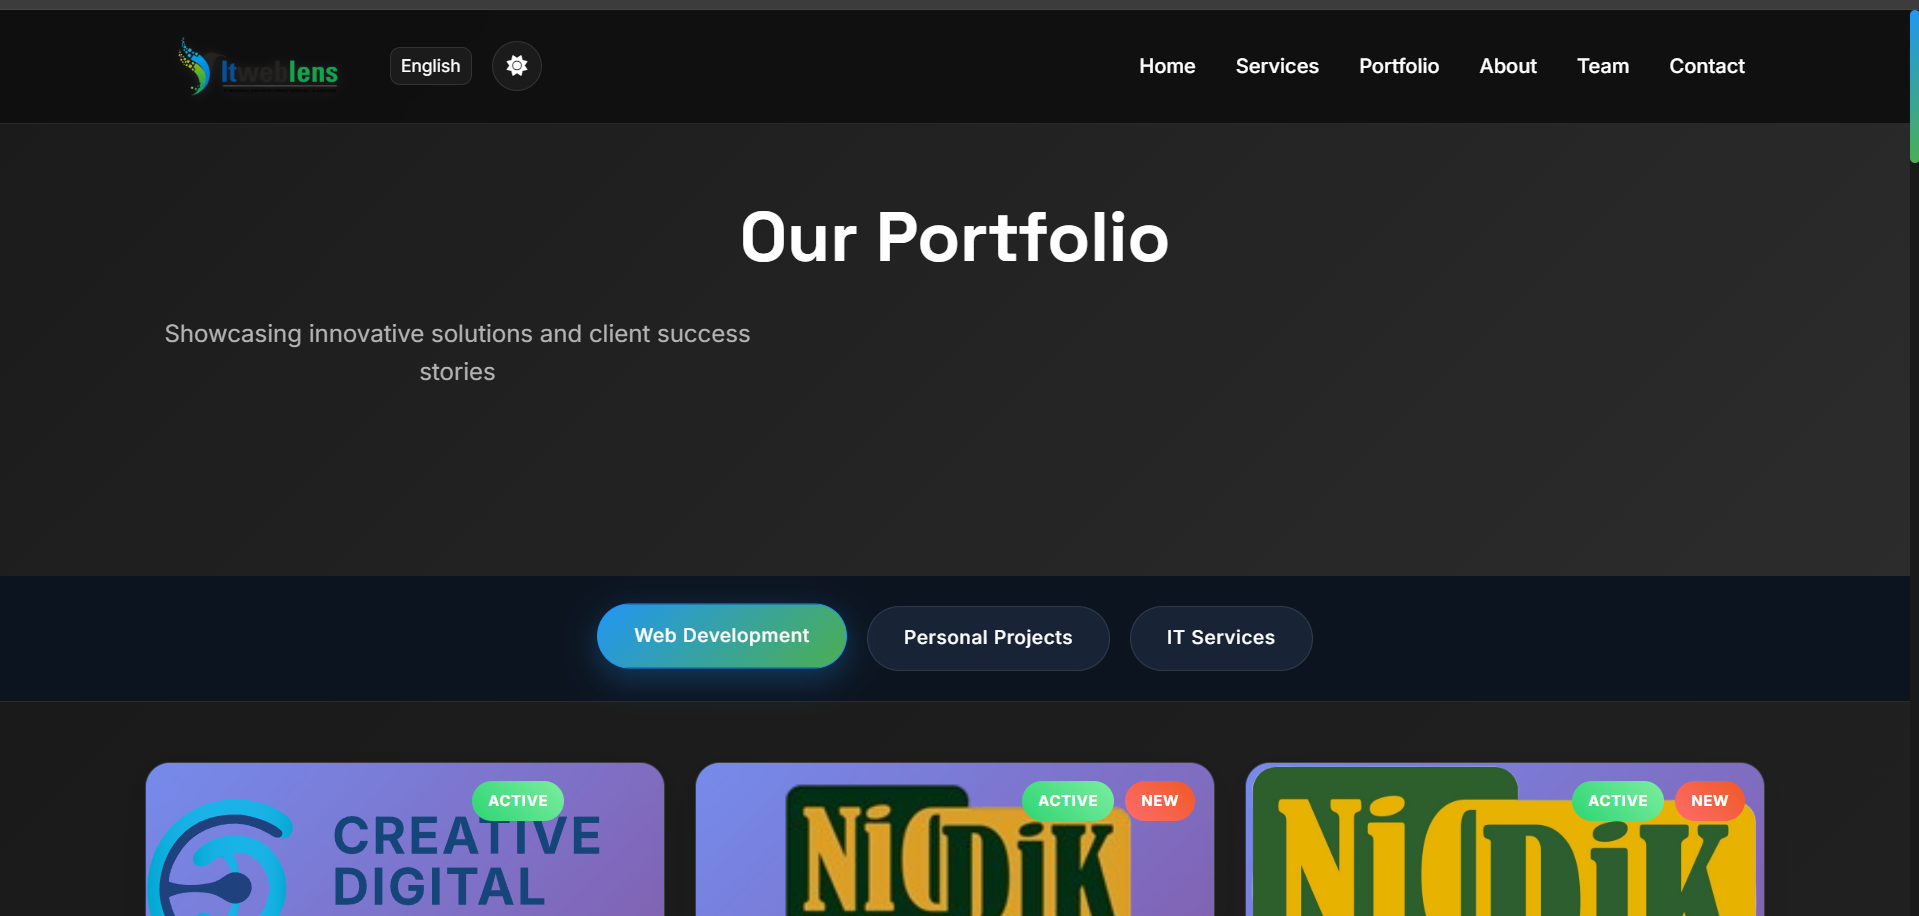 Itweblens
English
Home
Services
Portfolio
About
Team
Contact
Our Portfolio
Showcasing innovative solutions and client success
stories
Web Development
Personal Projects
IT Services
ACTIVE
CREATIVE
DIGITAL
ACTIVE
NEW
NiCDiK
ACTIVE
NEW
NiCDiK